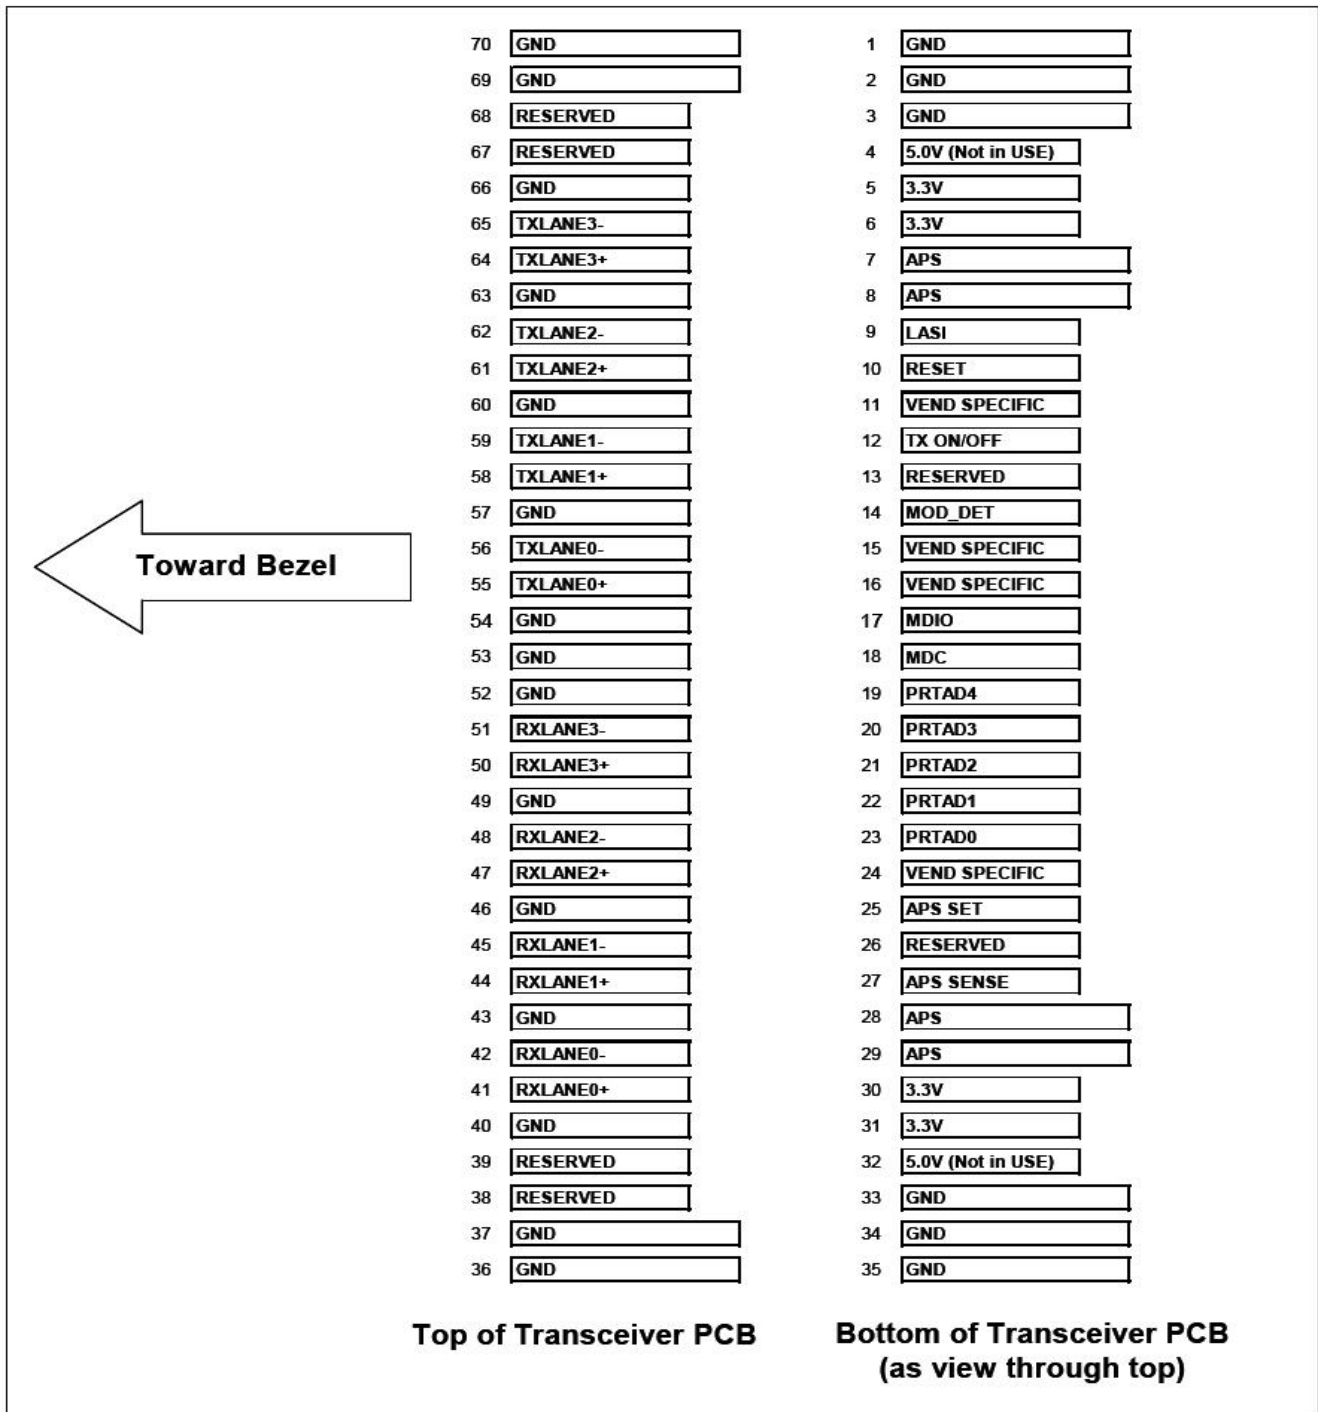 70 GND 1 GND
69 GND 2 GND
68 RESERVED 3 GND
67 RESERVED 4 5.0V (Not in USE)
66 GND 5 3.3V
65 TXLANE3- 6 3.3V
64 TXLANE3+ 7 APS
63 GND 8 APS
62 TXLANE2- 9 LASI
61 TXLANE2+ 10 RESET
60 GND 11 VEND SPECIFIC
59 TXLANE1- 12 TX ON/OFF
58 TXLANE1+ 13 RESERVED
57 GND 14 MOD_DET
56 TXLANE0- 15 VEND SPECIFIC
Toward Bezel
55 TXLANE0+ 16 VEND SPECIFIC
54 GND 17 MDIO
53 GND 18 MDC
52 GND 19 PRTAD4
51 RXLANE3- 20 PRTAD3
50 RXLANE3+ 21 PRTAD2
49 GND 22 PRTAD1
48 RXLANE2- 23 PRTAD0
47 RXLANE2+ 24 VEND SPECIFIC
46 GND 25 APS SET
45 RXLANE1- 26 RESERVED
44 RXLANE1+ 27 APS SENSE
43 GND 28 APS
42 RXLANE0- 29 APS
41 RXLANE0+ 30 3.3V
40 GND 31 3.3V
39 RESERVED 32 5.0V (Not in USE)
38 RESERVED 33 GND
37 GND 34 GND
36 GND 35 GND
Top of Transceiver PCB
Bottom of Transceiver PCB
(as view through top)